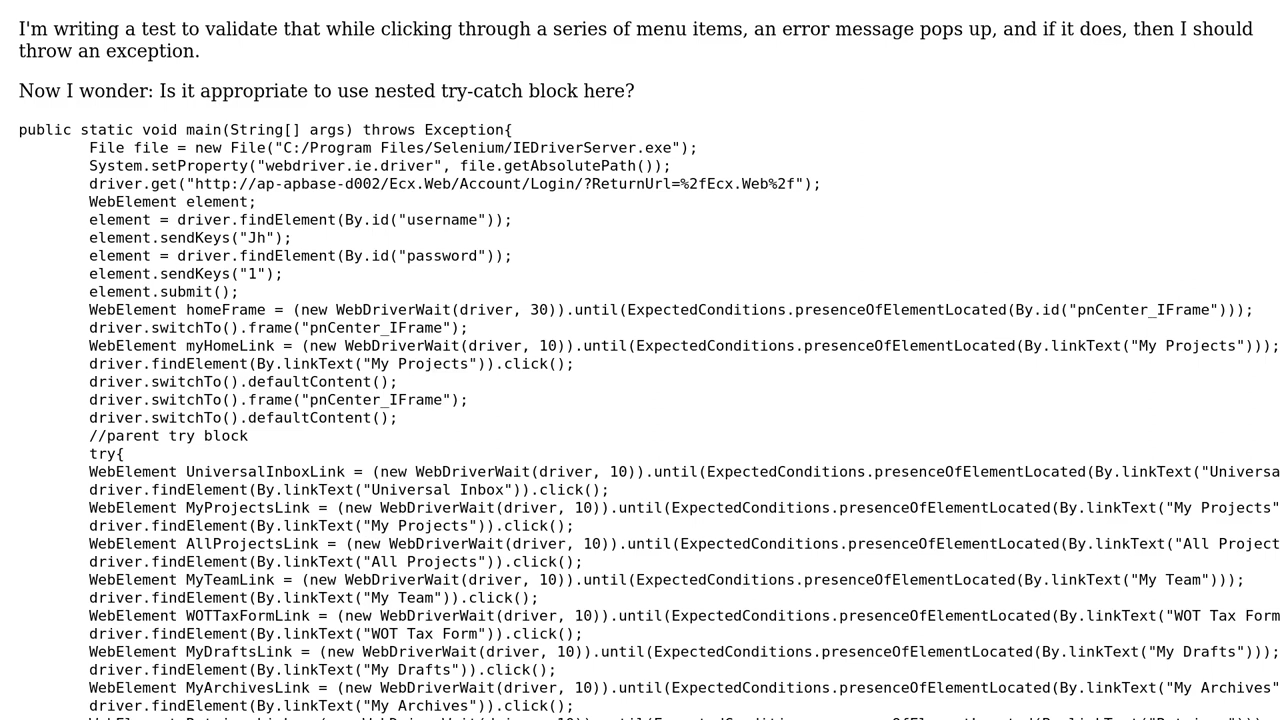 I'm writing a test to validate that while clicking through a series of menu items, an error message pops up, and if it does, then I should
throw an exception.
Now I wonder: Is it appropriate to use nested try-catch block here?
public static void main(String[] args) throws Exception{
File file = new File("C:/Program Files/Selenium/IEDriverServer.exe");
System.setProperty("webdriver.ie.driver", file.getAbsolutePath());
driver.get("http://ap-apbase-d002/Ecx.Web/Account/Login/?ReturnUrl=%2fEcx.Web%2f");
WebElement element;
element = driver.findElement(By.id("username"));
element.sendKeys("Jh");
element = driver.findElement(By.id("password"));
element.sendKeys("1");
element.submit();
WebElement homeFrame = (new WebDriverWait(driver, 30)).until(ExpectedConditions.presenceOfElementLocated(By.id("pnCenter_IFrame")));
driver.switchTo().frame("pnCenter_IFrame");
WebElement myHomeLink = (new WebDriverWait(driver, 10)).until(ExpectedConditions.presenceOfElementLocated(By.linkText("My Projects")));
driver.findElement(By.linkText("My Projects")).click();
driver.switchTo().defaultContent();
driver.switchTo().frame("pnCenter_IFrame");
driver.switchTo().defaultContent();
//parent try block
try{
WebElement UniversalInboxLink = (new WebDriverWait(driver, 10)).until(ExpectedConditions.presenceOfElementLocated(By.linkText("Universa
driver.findElement(By.linkText("Universal Inbox")).click();
WebElement MyProjectsLink = (new WebDriverWait(driver, 10)).until(ExpectedConditions.presenceOfElementLocated(By.linkText("My Projects"
driver.findElement(By.linkText("My Projects")).click();
WebElement AllProjectsLink = (new WebDriverWait(driver, 10)).until(ExpectedConditions.presenceOfElementLocated(By.linkText("All Project
driver.findElement(By.linkText("All Projects")).click();
WebElement MyTeamLink = (new WebDriverWait(driver, 10)).until(ExpectedConditions.presenceOfElementLocated(By.linkText("My Team")));
driver.findElement(By.linkText("My Team")).click();
WebElement WOTTaxFormLink = (new WebDriverWait(driver, 10)).until(ExpectedConditions.presenceOfElementLocated(By.linkText("WOT Tax Form
driver.findElement(By.linkText("WOT Tax Form")).click();
WebElement MyDraftsLink = (new WebDriverWait(driver, 10)).until(ExpectedConditions.presenceOfElementLocated(By.linkText("My Drafts")));
driver.findElement(By.linkText("My Drafts")).click();
WebElement MyArchivesLink = (new WebDriverWait(driver, 10)).until(ExpectedConditions.presenceOfElementLocated(By.linkText("My Archives"
driver.findElement(By.linkText("My Archives")).click();